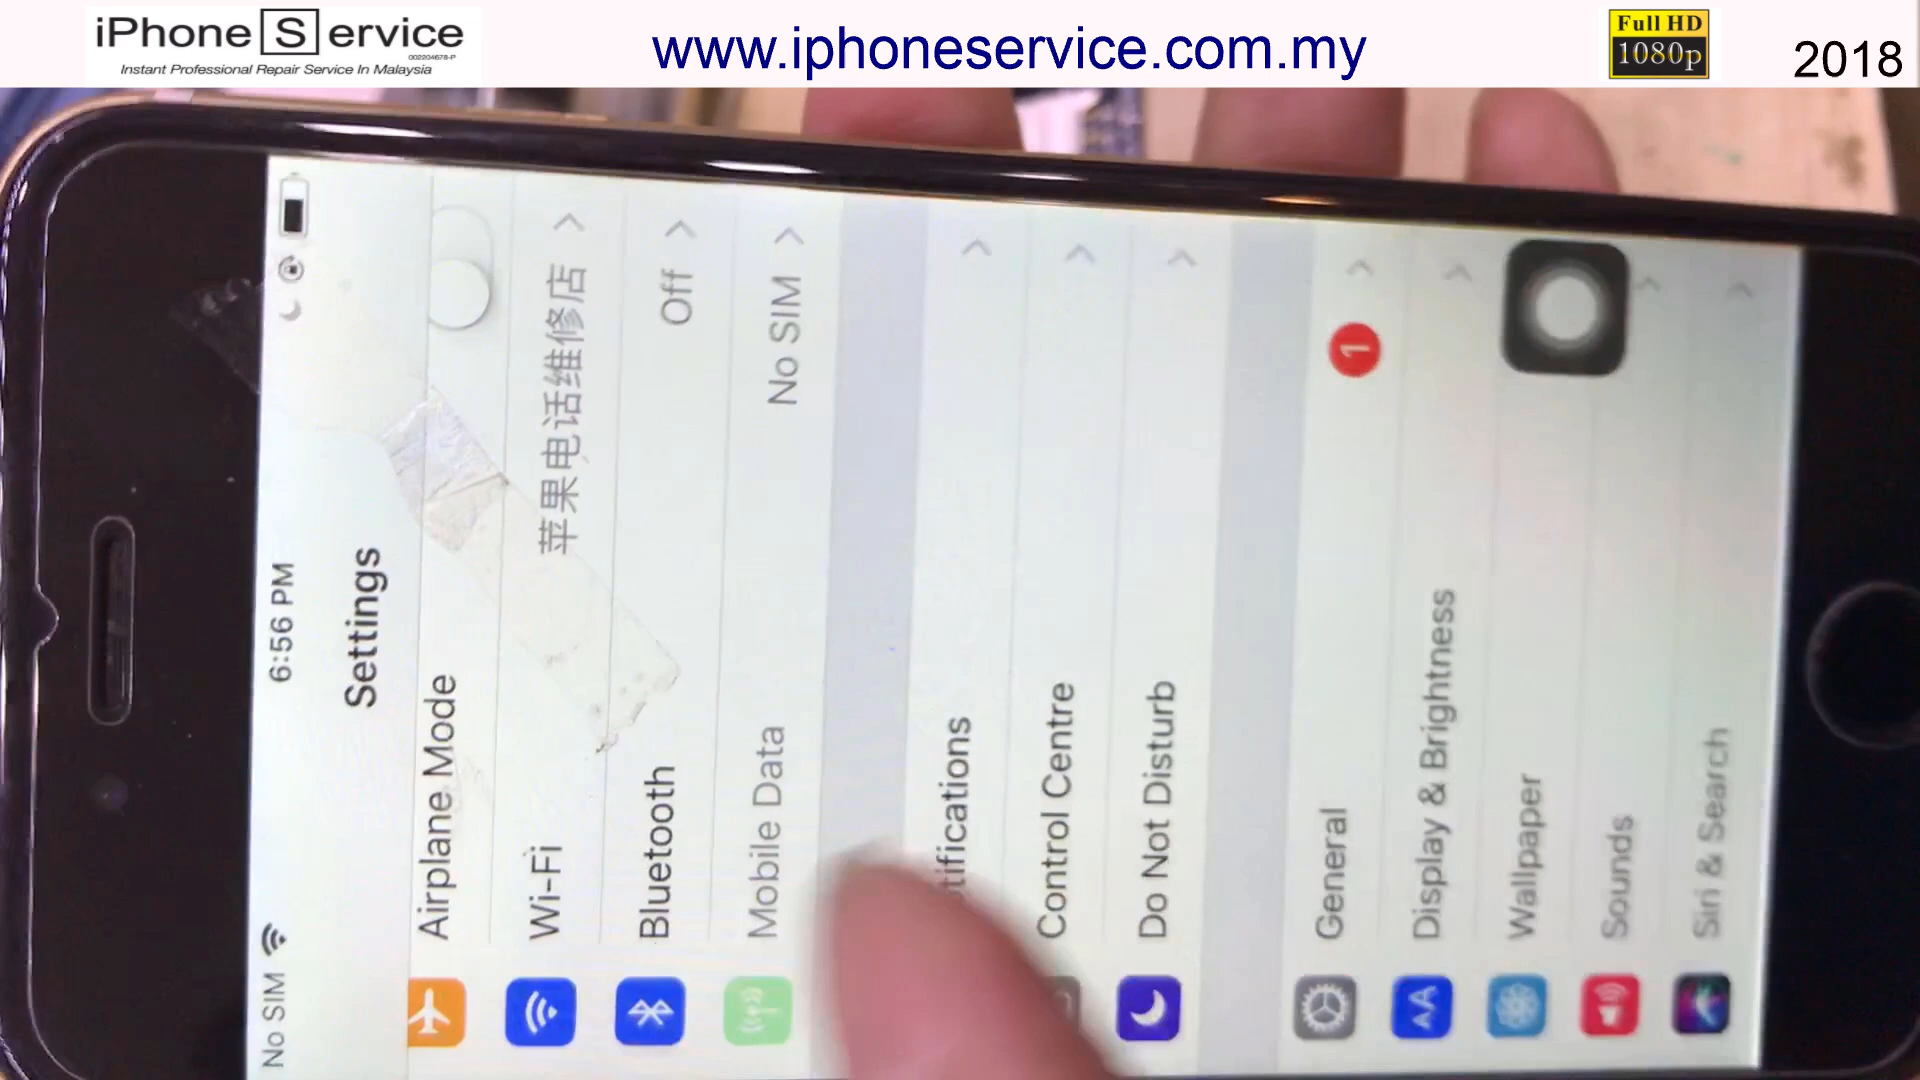 iPhone S ervice
002204678-P
Instant Professional Repair Service In Malaysia
www.iphoneservice.com.my
Full HD
1080p
2018
No SIM
6:56 PM
Settings
Airplane Mode
Wi-Fi
苹果电话维修店
Bluetooth
Off
Mobile Data
No SIM
tifications
Control Centre
Do Not Disturb
General
1
AA
Display & Brightness
Wallpaper
Sounds
Siri & Search